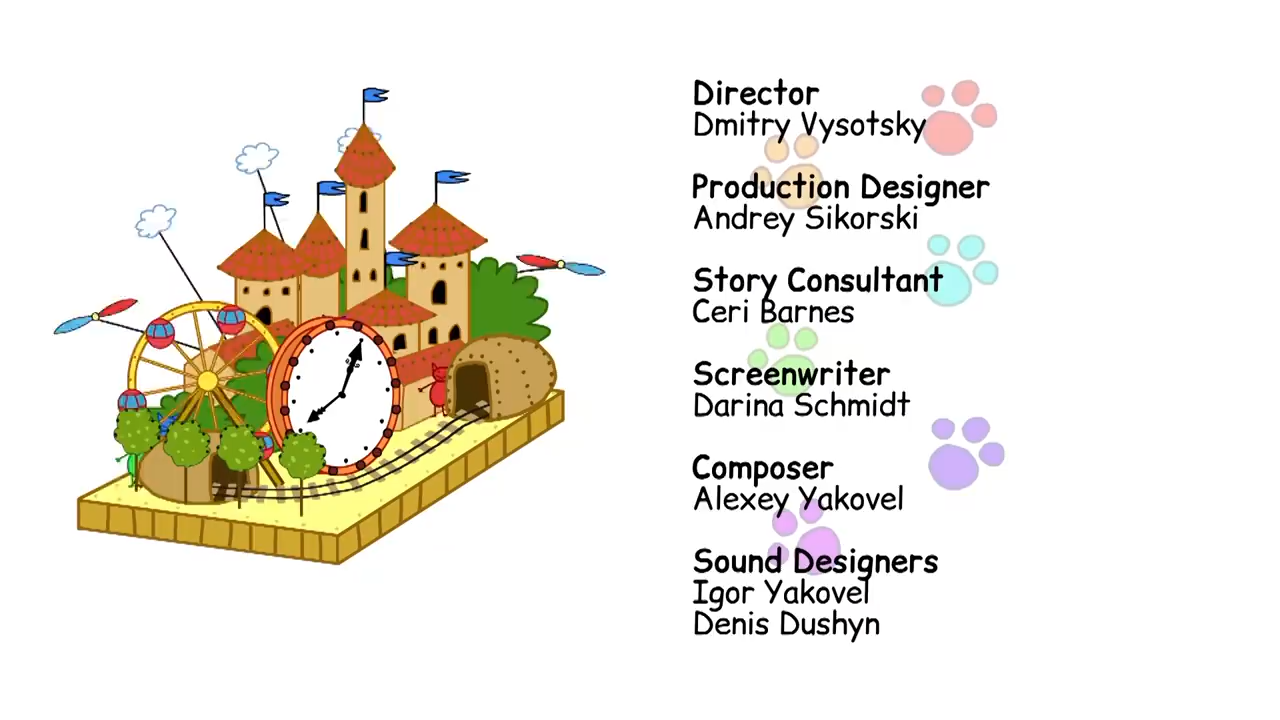 Director
Dmitry Vysotsky
Production Designer
Andrey Sikorski
Story Consultant
Ceri Barnes
Screenwriter
Darina Schmidt
Composer
Alexey Yakovel
Sound Designers
Igor Yakovel
Denis Dushyn